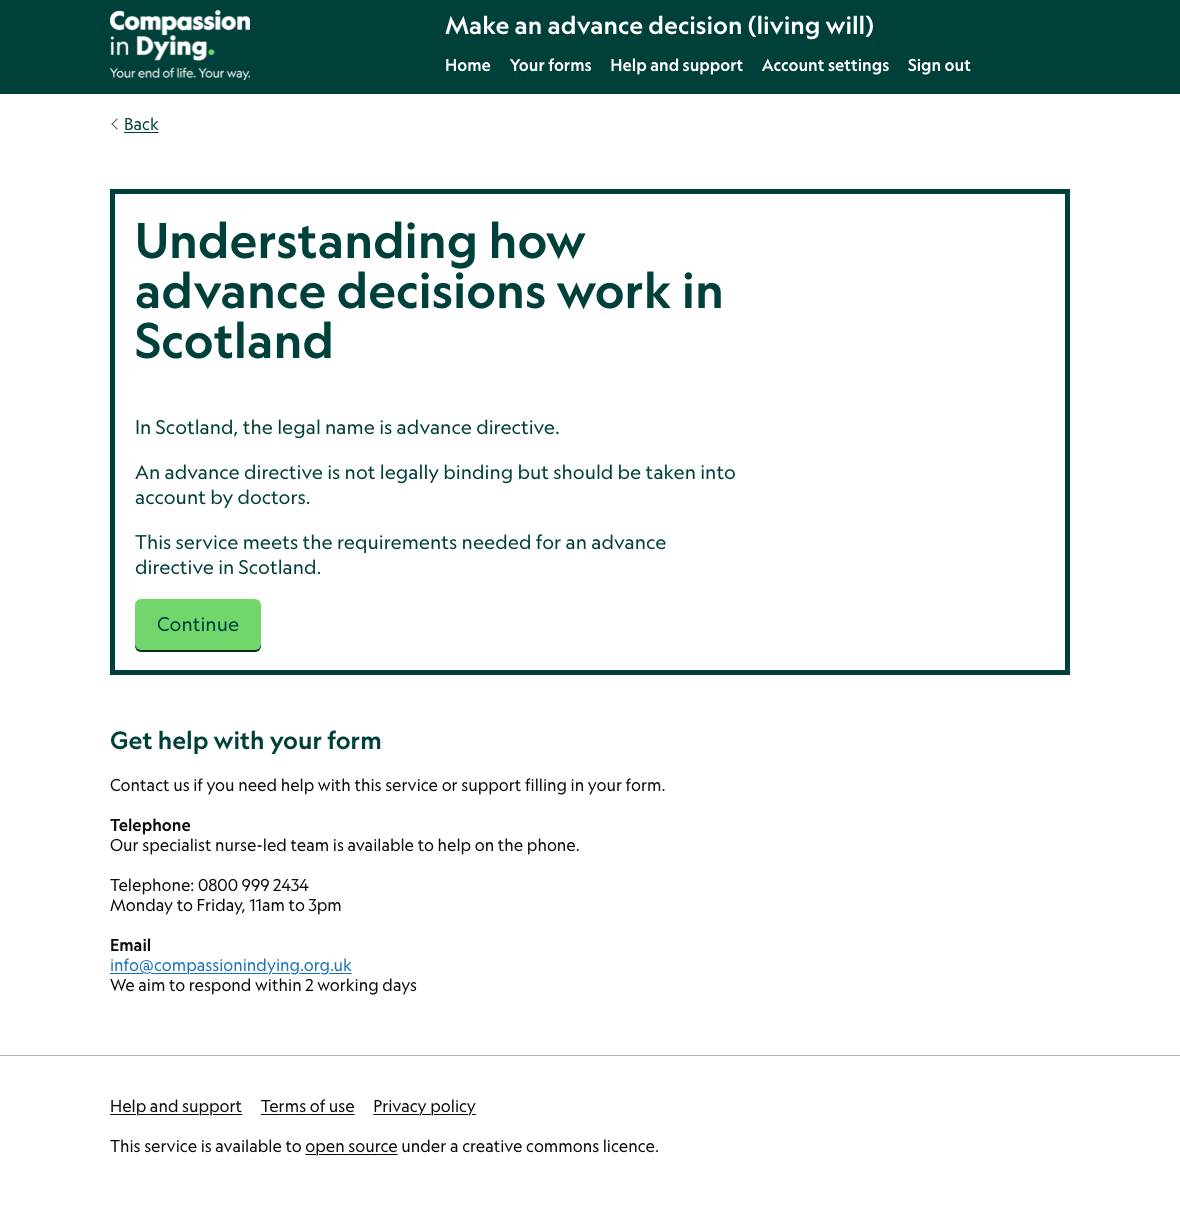 Compassion
in Dying.
Your end of life. Your way.
Make an advance decision (living will)
Home Your forms Help and support Account settings Sign out
Back
Understanding how
advance decisions work in
Scotland
In Scotland, the legal name is advance directive.
An advance directive is not legally binding but should be taken into
account by doctors.
This service meets the requirements needed for an advance
directive in Scotland.
Continue
Get help with your form
Contact us if you need help with this service or support filling in your form.
Telephone
Our specialist nurse-led team is available to help on the phone.
Telephone: 0800 999 2434
Monday to Friday, 11am to 3pm
Email
info@compassionindying.org.uk
We aim to respond within 2 working days
Help and support Terms of use Privacy policy
This service is available to open source under a creative commons licence.